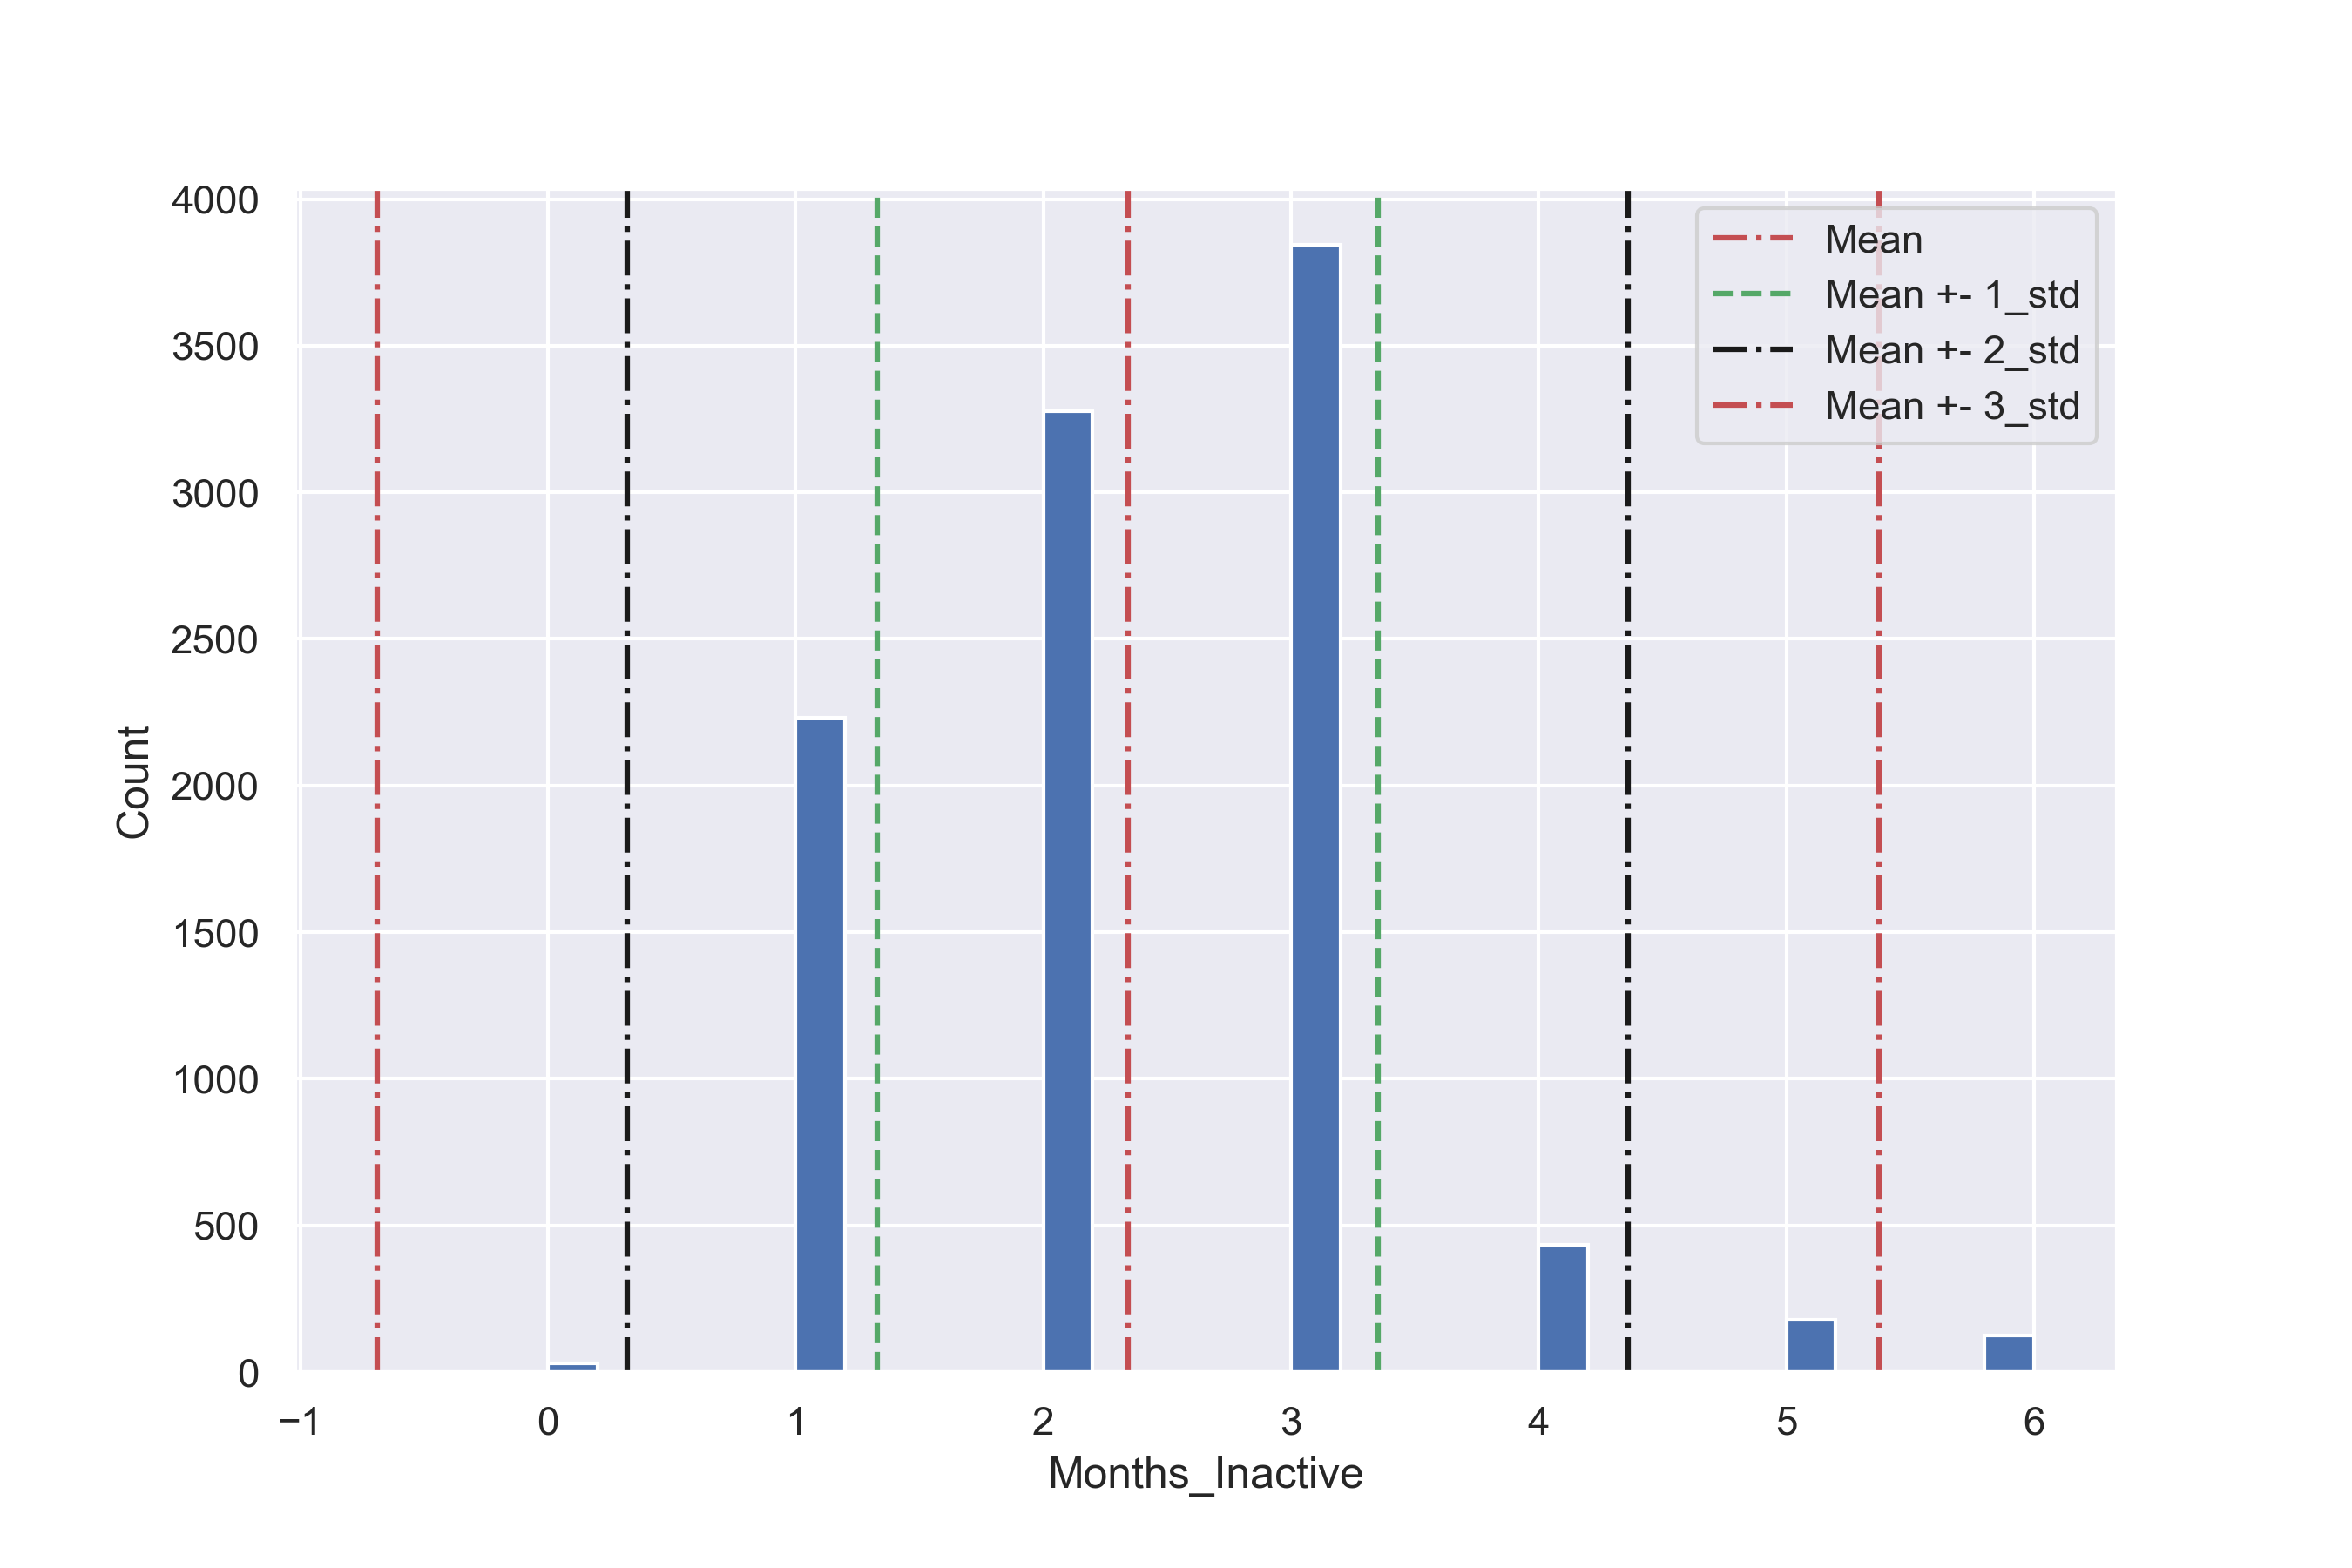 4000
3500
3000
2500
2000
1500
1000
500
0
Count
−1 0 1 2 3 4 5 6
Months_Inactive
Mean
Mean +- 1_std
Mean +- 2_std
Mean +- 3_std